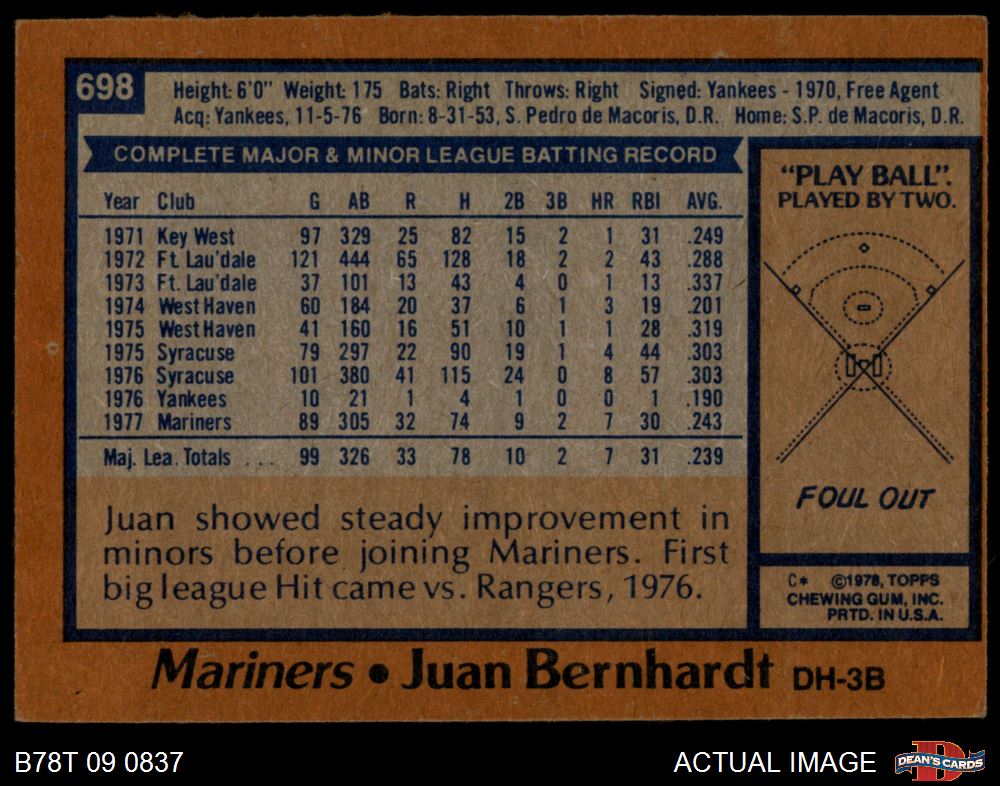 698
Height: 6'0" Weight: 175 Bats: Right Throws: Right Signed: Yankees - 1970, Free Agent
Acq: Yankees, 11-5-76 Born: 8-31-53, S. Pedro de Macoris, D.R. Home: S.P. de Macoris, D.R.
COMPLETE MAJOR & MINOR LEAGUE BATTING RECORD
Year Club G AB R H 2B 3B HR RBI AVG.
1971 Key West 97 329 25 82 15 2 1 31 .249
1972 Ft. Lau'dale 121 444 65 128 18 2 2 43 .288
1973 Ft. Lau'dale 37 101 13 43 4 0 1 13 .337
1974 West Haven 60 184 20 37 6 1 3 19 .201
1975 West Haven 41 160 16 51 10 1 1 28 .319
1975 Syracuse 79 297 22 90 19 1 4 44 .303
1976 Syracuse 101 380 41 115 24 0 8 57 .303
1976 Yankees 10 21 1 4 1 0 0 1 .190
1977 Mariners 89 305 32 74 9 2 7 30 .243
Maj. Lea. Totals ... 99 326 33 78 10 2 7 31 .239
Juan showed steady improvement in
minors before joining Mariners. First
big league Hit came vs. Rangers, 1976.
"PLAY BALL".
PLAYED BY TWO.
FOUL OUT
C* ©1978, TOPPS
CHEWING GUM, INC.
PRTD. IN U.S.A.
Mariners • Juan Bernhardt DH-3B
B78T 09 0837
ACTUAL IMAGE
D
DEAN'S CARDS